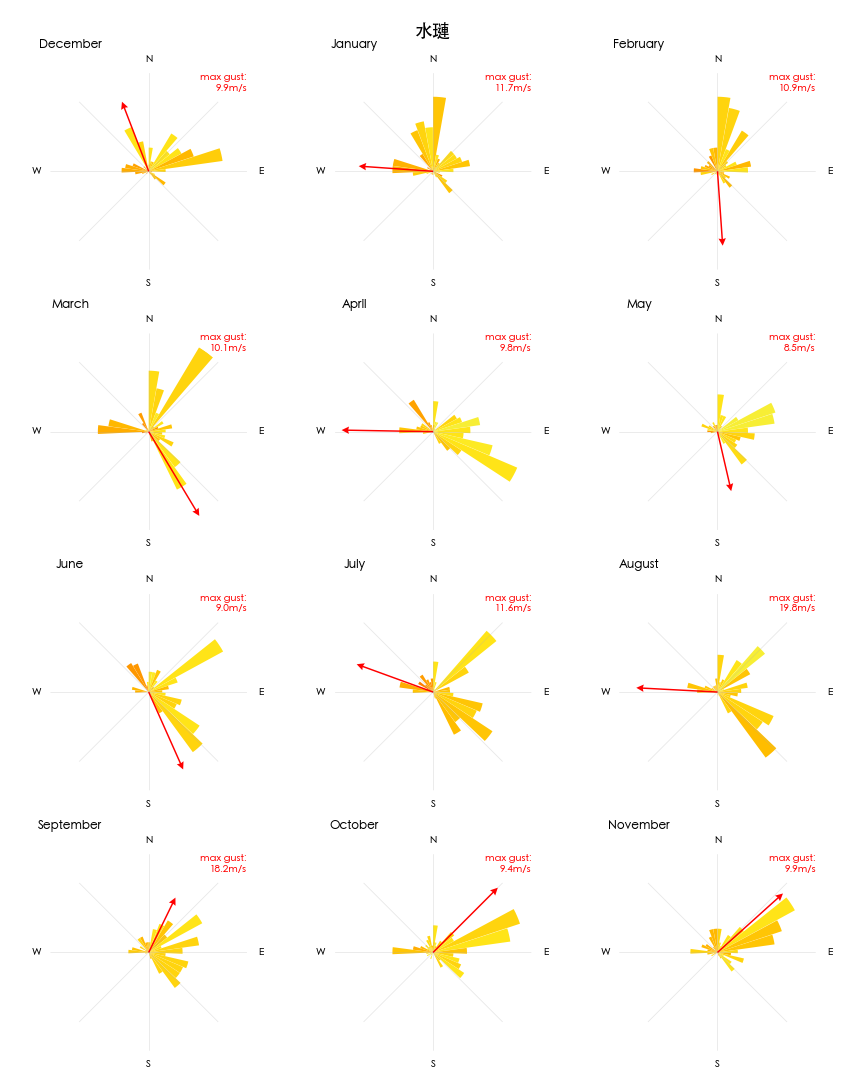 水璉
December
N
max gust:
9.9m/s
W
E
S
January
N
max gust:
11.7m/s
W
E
S
February
N
max gust:
10.9m/s
W
E
S
March
N
max gust:
10.1m/s
W
E
S
April
N
max gust:
9.8m/s
W
E
S
May
N
max gust:
8.5m/s
W
E
S
June
N
max gust:
9.0m/s
W
E
S
July
N
max gust:
11.6m/s
W
E
S
August
N
max gust:
19.8m/s
W
E
S
September
N
max gust:
18.2m/s
W
E
S
October
N
max gust:
9.4m/s
W
E
S
November
N
max gust:
9.9m/s
W
E
S